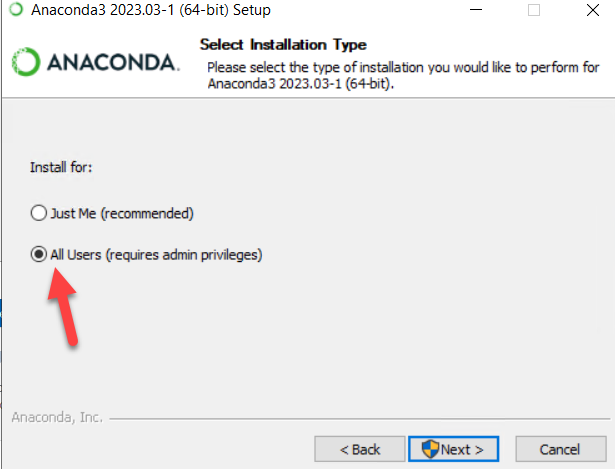 Anaconda3 2023.03-1 (64-bit) Setup
ANACONDA.
Select Installation Type
Please select the type of installation you would like to perform for
Anaconda3 2023.03-1 (64-bit).
Install for:
Just Me (recommended)
All Users (requires admin privileges)
Anaconda, Inc.
< Back
Next >
Cancel